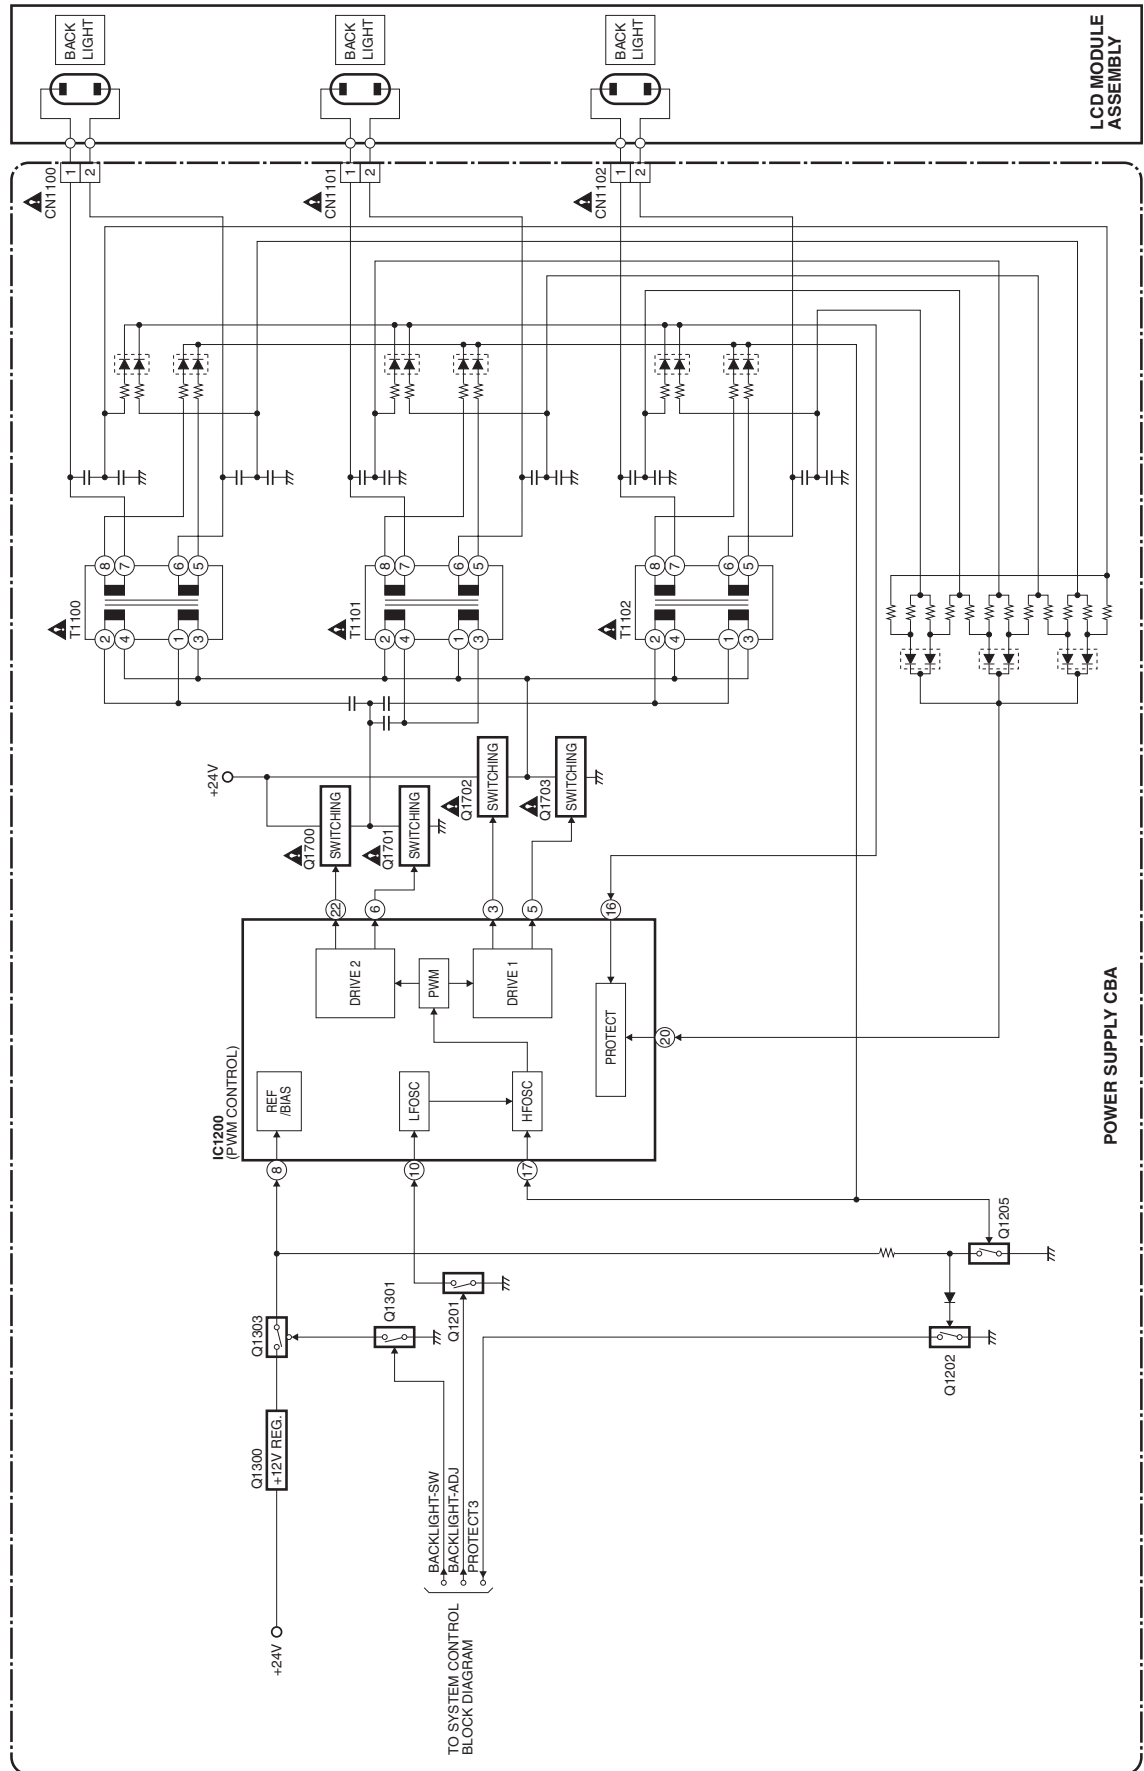 LCD MODULE
ASSEMBLY
BACK
LIGHT
BACK
LIGHT
BACK
LIGHT
CN1100
1
2
CN1101
1
2
CN1102
1
2
T1100
8
7
6
5
2
4
1
3
T1101
8
7
6
5
2
4
1
3
T1102
8
7
6
5
2
4
1
3
+24V
Q1700
SWITCHING
Q1701
SWITCHING
Q1702
SWITCHING
Q1703
SWITCHING
22
6
3
5
16
DRIVE 2
PWM
DRIVE 1
PROTECT
20
REF
/BIAS
LFOSC
HFOSC
IC1200
(PWM CONTROL)
8
10
17
POWER SUPPLY CBA
Q1303
Q1301
Q1201
Q1205
Q1202
Q1300
+12V REG.
BACKLIGHT-SW
BACKLIGHT-ADJ
PROTECT3
+24V
TO SYSTEM CONTROL
BLOCK DIAGRAM